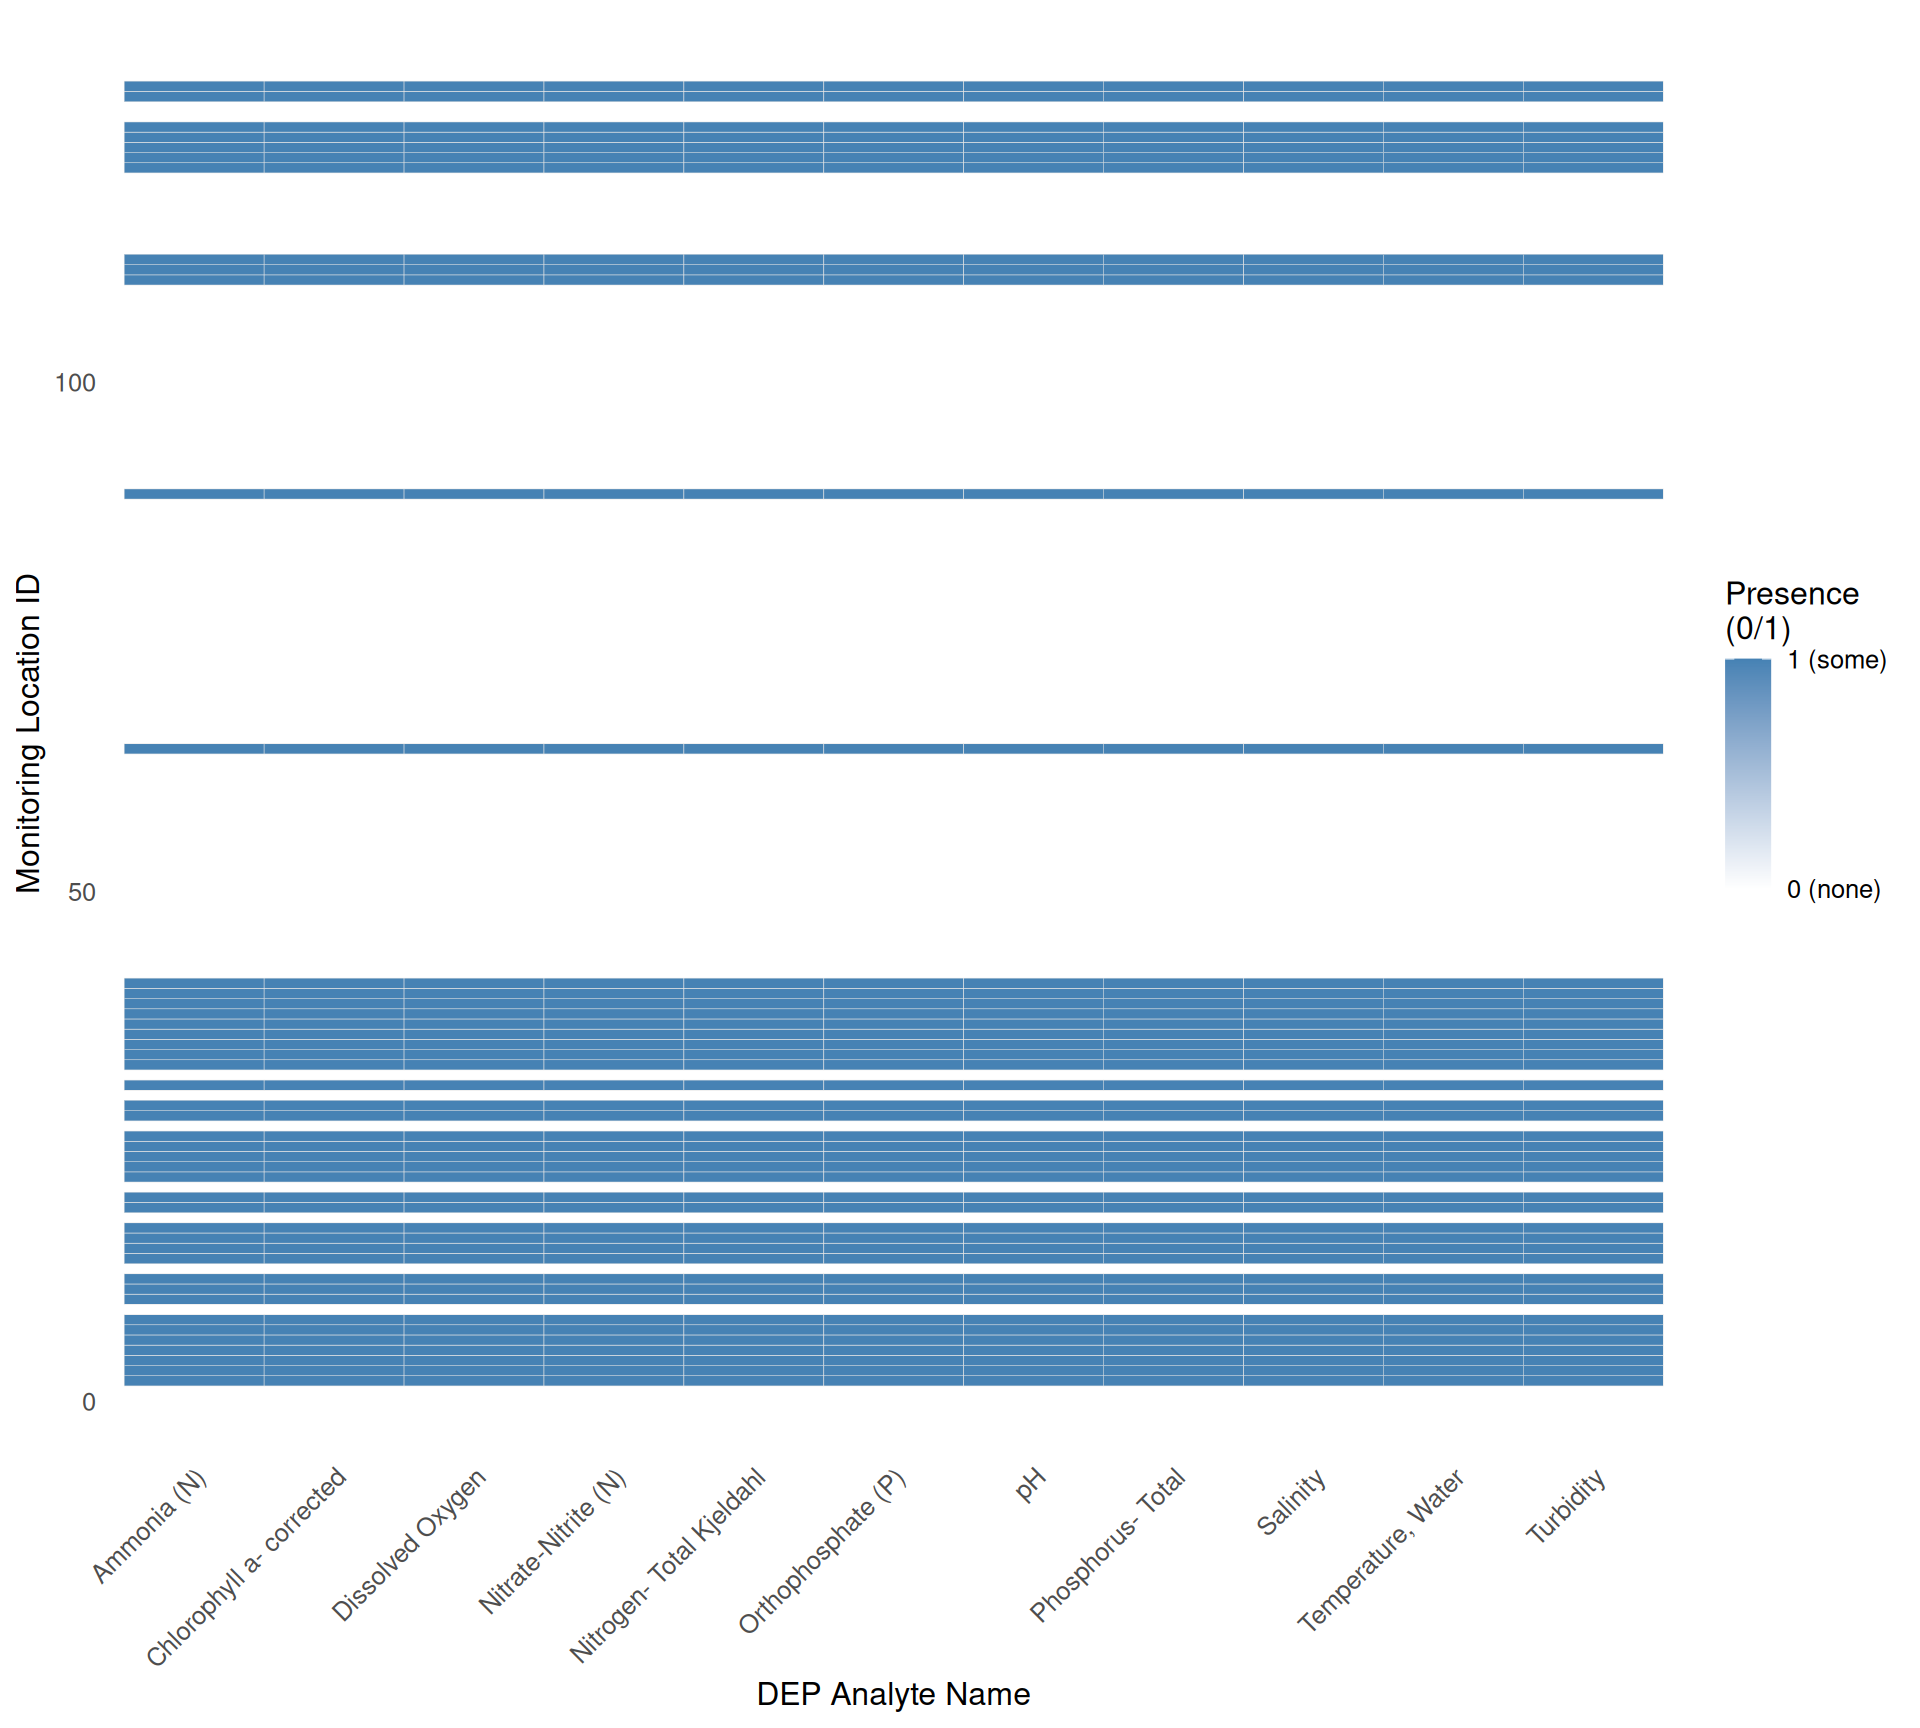 100
50
0
Monitoring Location ID
Ammonia (N)
Chlorophyll a- corrected
Dissolved Oxygen
Nitrate-Nitrite (N)
Nitrogen- Total Kjeldahl
Orthophosphate (P)
pH
Phosphorus- Total
Salinity
Temperature, Water
Turbidity
DEP Analyte Name
Presence
(0/1)
1 (some)
0 (none)